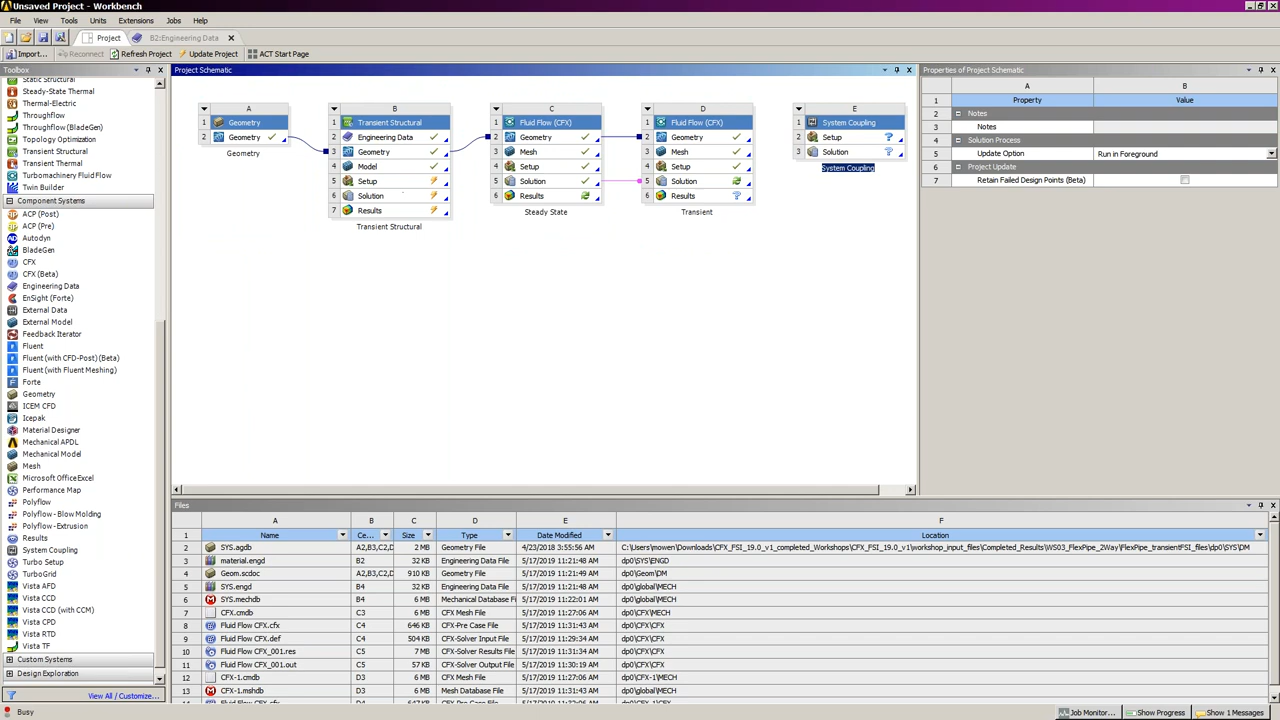 Unsaved Project - Workbench
File View Tools Units Extensions Jobs Help
Project B2:Engineering Data
Import... Reconnect Refresh Project Update Project ACT Start Page
Toolbox
Static Structural
Steady-State Thermal
Thermal-Electric
Throughflow
Throughflow (BladeGen)
Topology Optimization
Transient Structural
Transient Thermal
Turbomachinery Fluid Flow
Twin Builder
Component Systems
ACP (Post)
ACP (Pre)
Autodyn
BladeGen
CFX
CFX (Beta)
Engineering Data
EnSight (Forte)
External Data
External Model
Feedback Iterator
Fluent
Fluent (with CFD-Post) (Beta)
Fluent (with Fluent Meshing)
Forte
Geometry
ICEM CFD
Icepak
Material Designer
Mechanical APDL
Mechanical Model
Mesh
Microsoft Office Excel
Performance Map
Polyflow
Polyflow - Blow Molding
Polyflow - Extrusion
Results
System Coupling
Turbo Setup
TurboGrid
Vista AFD
Vista CCD
Vista CCD (with CCM)
Vista CPD
Vista RTD
Vista TF
Custom Systems
Design Exploration
View All / Customize...
Project Schematic
A
1 Geometry
2 Geometry
Geometry
B
1 Transient Structural
2 Engineering Data
3 Geometry
4 Model
5 Setup
6 Solution
7 Results
Transient Structural
C
1 Fluid Flow (CFX)
2 Geometry
3 Mesh
4 Setup
5 Solution
6 Results
Steady State
D
1 Fluid Flow (CFX)
2 Geometry
3 Mesh
4 Setup
5 Solution
6 Results
Transient
E
1 System Coupling
2 Setup
3 Solution
System Coupling
Properties of Project Schematic
A B
1 Property Value
2 Notes
3 Notes
4 Solution Process
5 Update Option Run in Foreground
6 Project Update
7 Retain Failed Design Points (Beta)
Files
A B C D E F
1 Name Ce... Size Type Date Modified Location
2 SYS.agdb A2,B3,C2,D 2 MB Geometry File 4/23/2018 3:55:56 AM C:\Users\mowen\Downloads\CFX_FSI_19.0_v1_completed_Workshops\CFX_FSI_19.0_v1\workshop_input_files\Completed_Results\WS03_FlexPipe_2Way\FlexPipe_transientFSI_files\dp0\SYS\DM
3 material.engd B2 32 KB Engineering Data File 5/17/2019 11:21:48 AM dp0\SYS\ENGD
4 Geom.scdoc A2,B3,C2,D 910 KB Geometry File 5/17/2019 11:21:49 AM dp0\Geom\DM
5 SYS.engd B4 32 KB Engineering Data File 5/17/2019 11:21:48 AM dp0\global\MECH
6 SYS.mechdb B4 6 MB Mechanical Database Fi 5/17/2019 11:22:01 AM dp0\global\MECH
7 CFX.cmdb C3 6 MB CFX Mesh File 5/17/2019 11:27:06 AM dp0\CFX\MECH
8 Fluid Flow CFX.cfx C4 646 KB CFX-Pre Case File 5/17/2019 11:31:43 AM dp0\CFX\CFX
9 Fluid Flow CFX.def C4 504 KB CFX-Solver Input File 5/17/2019 11:29:34 AM dp0\CFX\CFX
10 Fluid Flow CFX_001.res C5 7 MB CFX-Solver Results File 5/17/2019 11:31:21 AM dp0\CFX\CFX
11 Fluid Flow CFX_001.out C5 57 KB CFX-Solver Output File 5/17/2019 11:30:19 AM dp0\CFX\CFX
12 CFX-1.cmdb D3 6 MB CFX Mesh File 5/17/2019 11:27:06 AM dp0\CFX-1\MECH
13 CFX-1.mshdb D3 6 MB Mesh Database File 5/17/2019 11:31:43 AM dp0\global\MECH
Busy Job Monitor... Show Progress Show 1 Messages